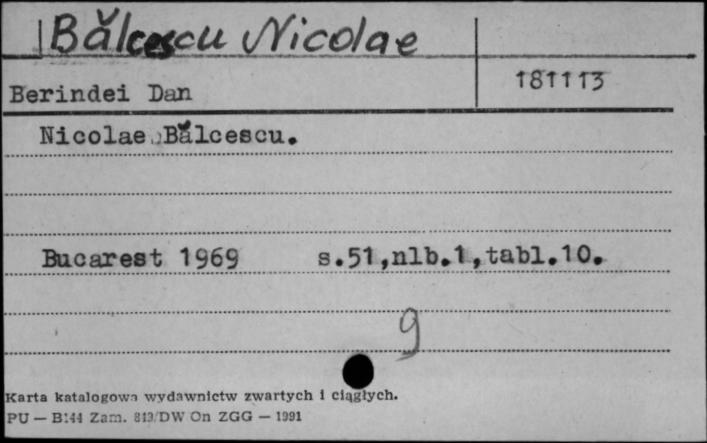 Bălcescu Nicolae
181113
Berindei Dan
Nicolae Bălcescu.
Bucarest 1969 s.51,nlb.1,tabl.10.
9
Karta katalogowa wydawnictw zwartych i ciągłych.
PU — B144 Zam. 813/DW On ZGG — 1991